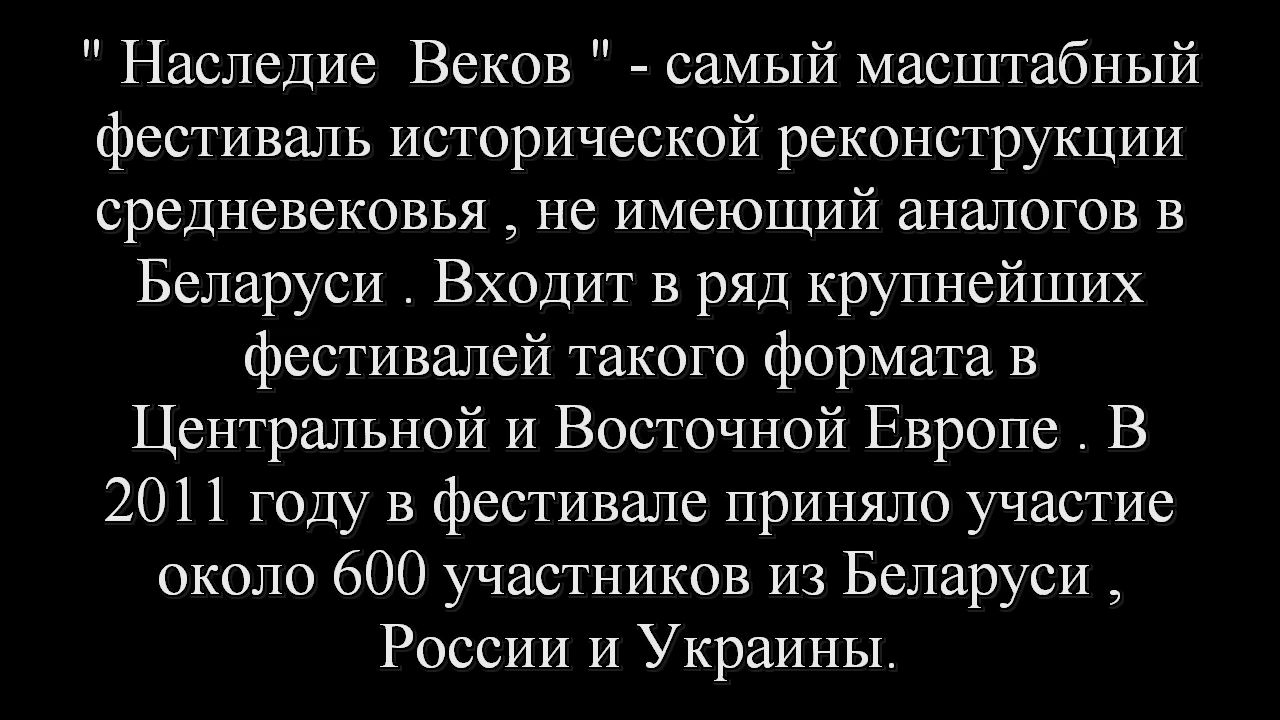 " Наследие  Веков " - самый масштабный
фестиваль исторической реконструкции
средневековья , не имеющий аналогов в
Беларуси . Входит в ряд крупнейших
фестивалей такого формата в
Центральной и Восточной Европе . В
2011 году в фестивале приняло участие
около 600 участников из Беларуси ,
России и Украины.